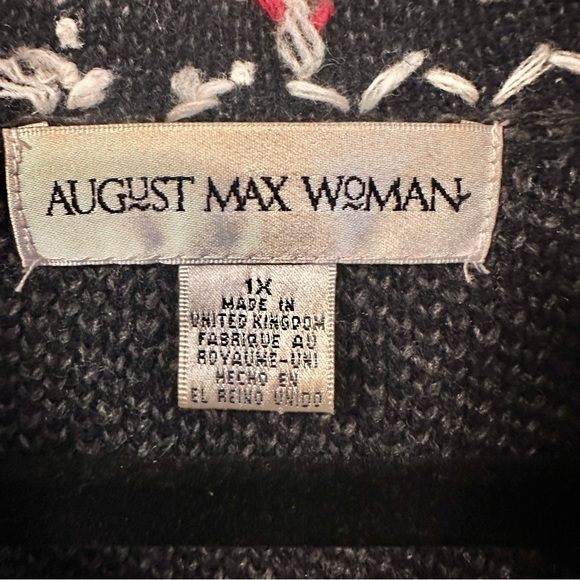 AUGUST MAX WOMAN
1X
MADE IN
UNITED KINGDOM
FABRIQUE AU
ROYAUME-UNI
HECHO EN
EL REINO UNIDO